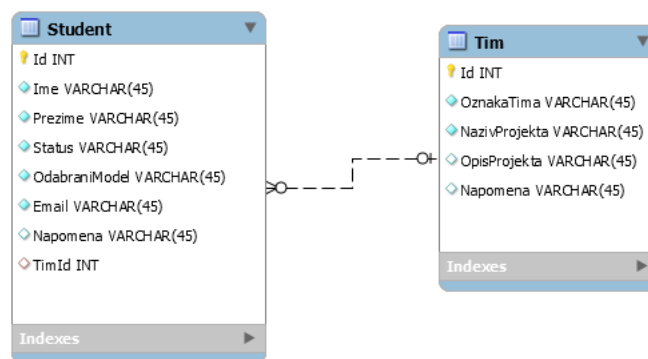 Student
Id INT
Ime VARCHAR(45)
Prezime VARCHAR(45)
Status VARCHAR(45)
OdabraniModel VARCHAR(45)
Email VARCHAR(45)
Napomena VARCHAR(45)
TimId INT
Indexes
Tim
Id INT
OznakaTima VARCHAR(45)
NazivProjekta VARCHAR(45)
OpisProjekta VARCHAR(45)
Napomena VARCHAR(45)
Indexes